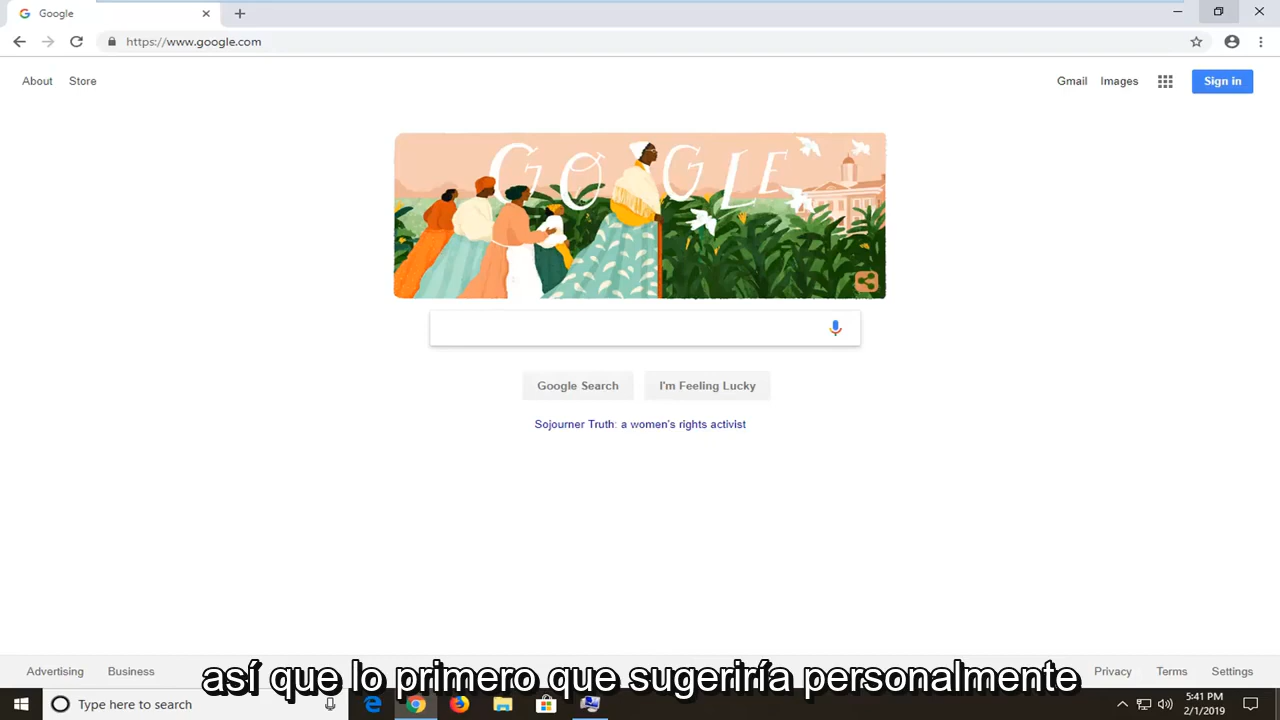 Google
https://www.google.com
About Store
Gmail Images
Sign in
GOOGLE
Google Search
I'm Feeling Lucky
Sojourner Truth: a women's rights activist
Advertising Business
Privacy Terms Settings
así que lo primero que sugeriría personalmente
Type here to search
5:41 PM
2/1/2019